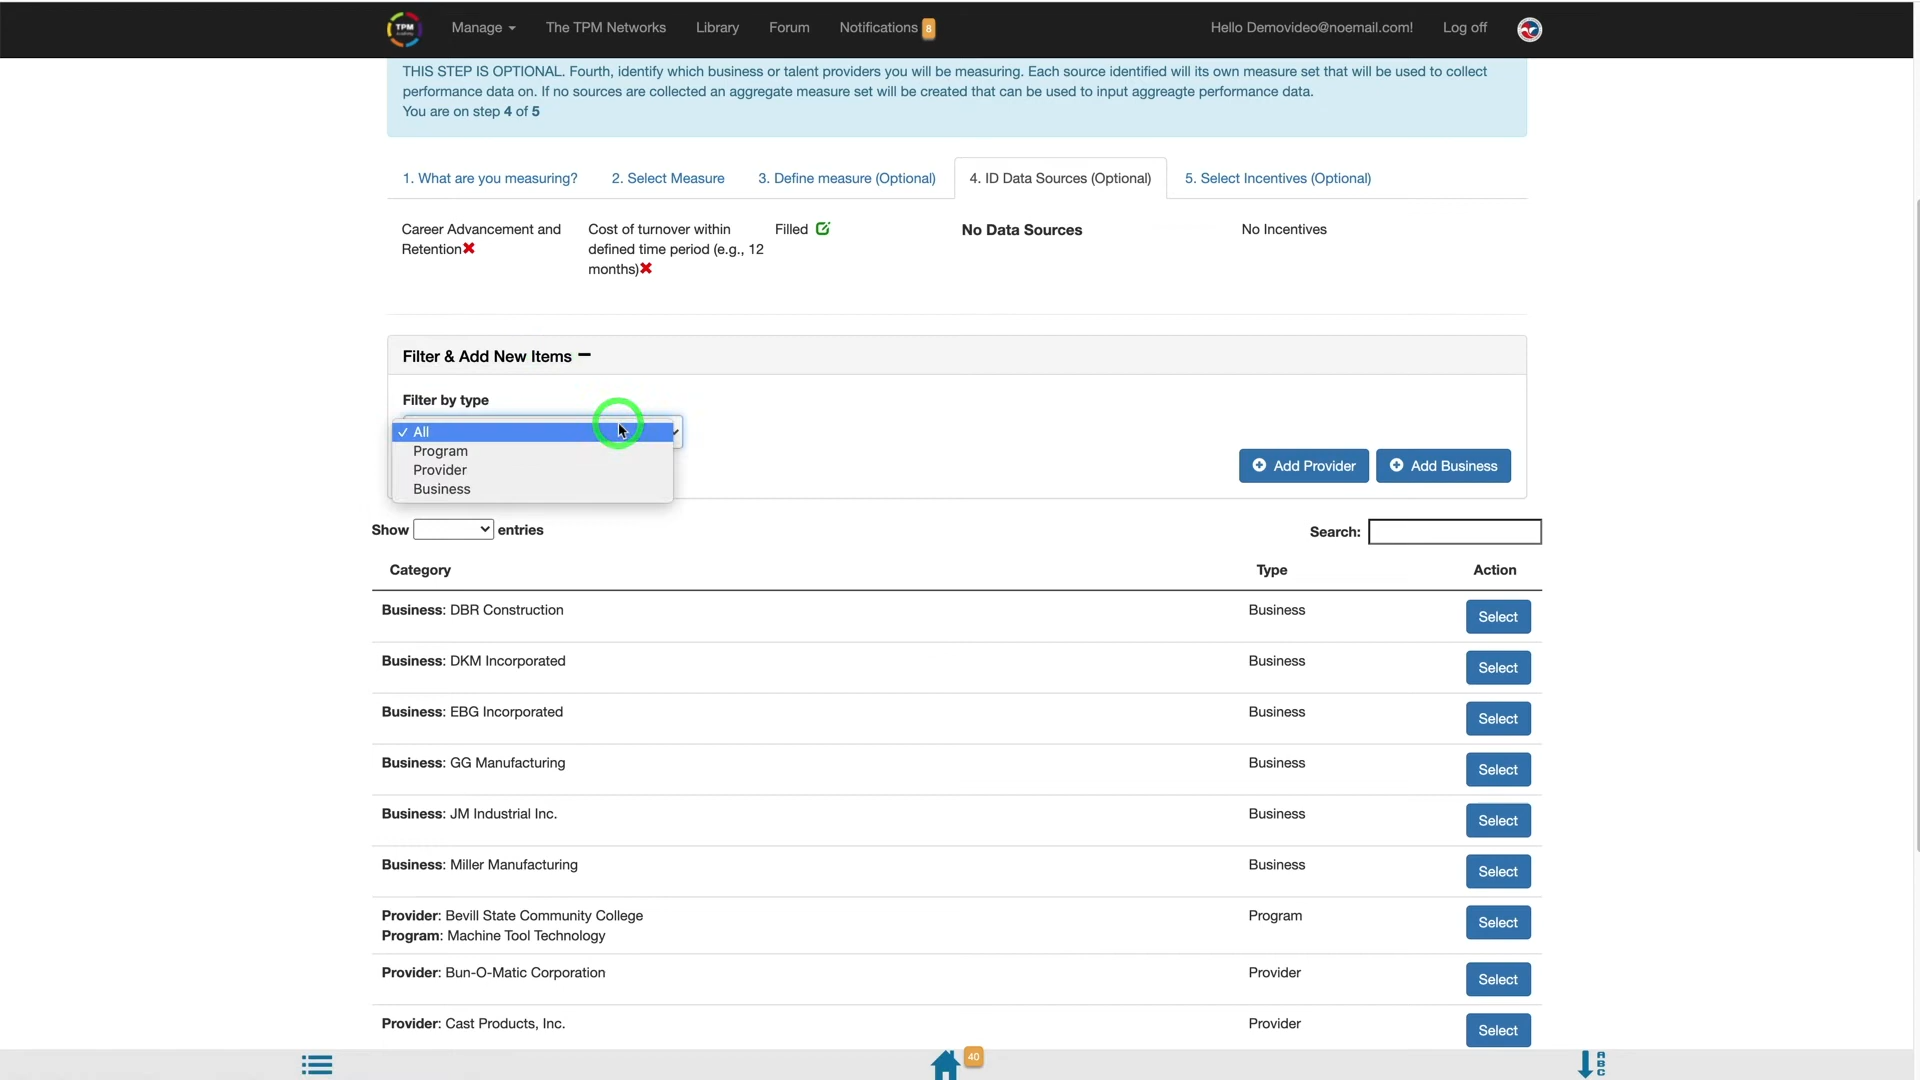 TPM
Manage
The TPM Networks
Library
Forum
Notifications 8
Hello Demovideo@noemail.com!
Log off
THIS STEP IS OPTIONAL. Fourth, identify which business or talent providers you will be measuring. Each source identified will its own measure set that will be used to collect
performance data on. If no sources are collected an aggregate measure set will be created that can be used to input aggreagte performance data.
You are on step 4 of 5
1. What are you measuring?
2. Select Measure
3. Define measure (Optional)
4. ID Data Sources (Optional)
5. Select Incentives (Optional)
Career Advancement and
Retention
Cost of turnover within
defined time period (e.g., 12
months)
Filled
No Data Sources
No Incentives
Filter & Add New Items
Filter by type
All
Program
Provider
Business
Add Provider
Add Business
Show entries
Search:
Category Type Action
Business: DBR Construction Business Select
Business: DKM Incorporated Business Select
Business: EBG Incorporated Business Select
Business: GG Manufacturing Business Select
Business: JM Industrial Inc. Business Select
Business: Miller Manufacturing Business Select
Provider: Bevill State Community College Program Select
Program: Machine Tool Technology
Provider: Bun-O-Matic Corporation Provider Select
Provider: Cast Products, Inc. Provider Select
40
ABC